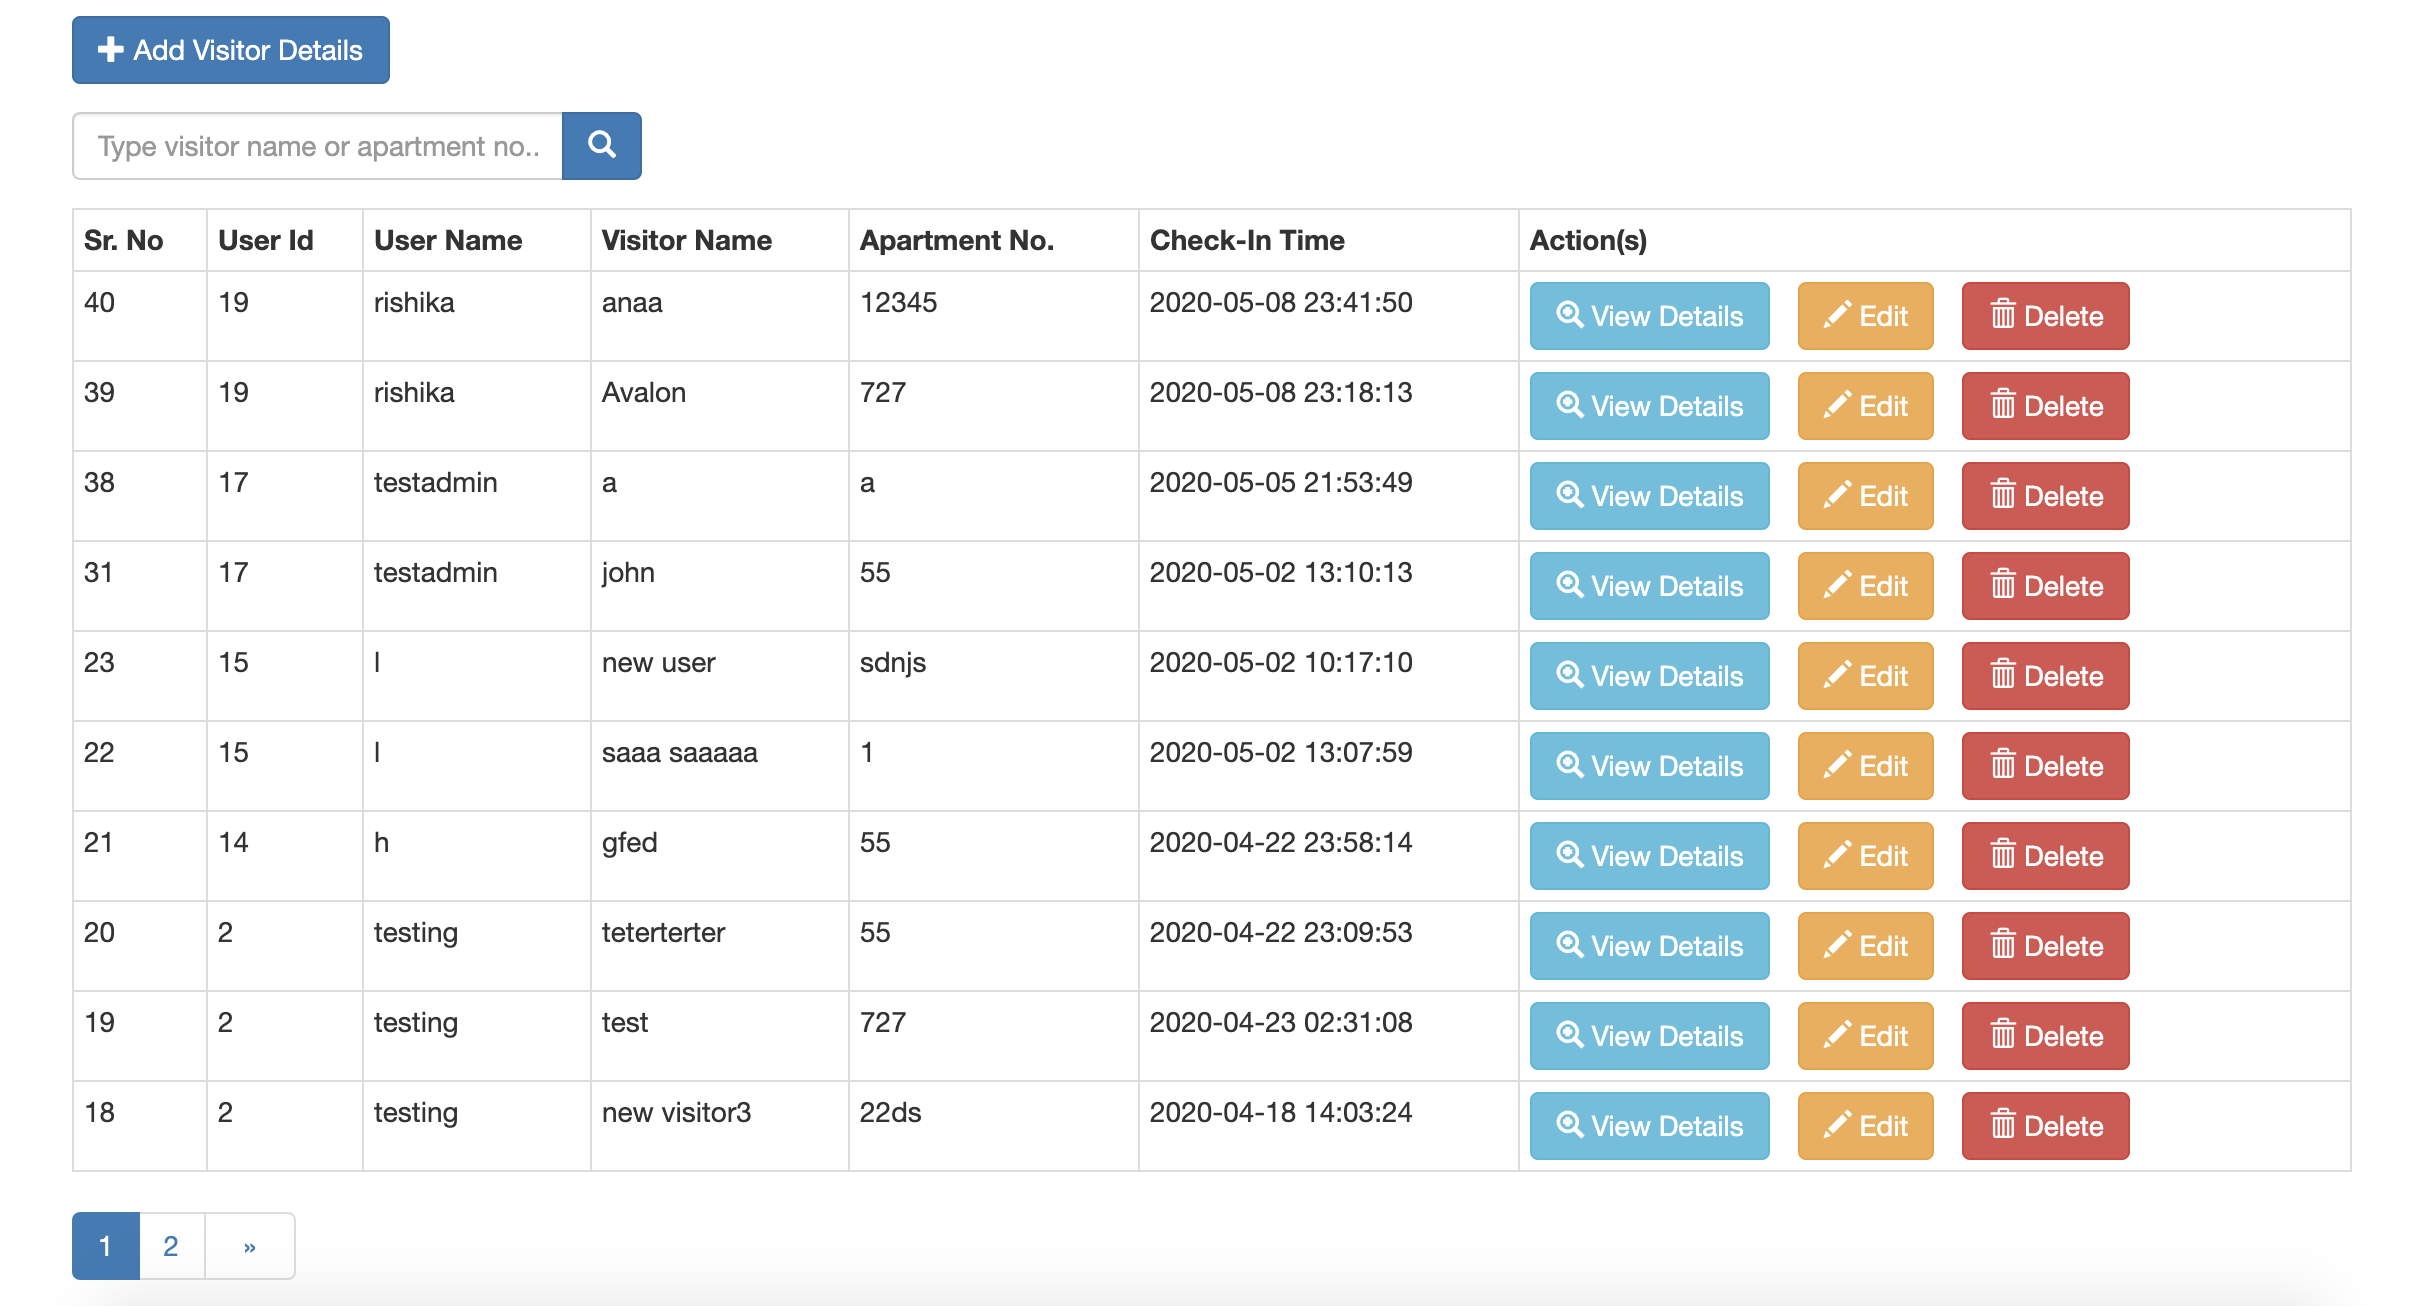 Add Visitor Details
Type visitor name or apartment no..
Sr. No User Id User Name Visitor Name Apartment No. Check-In Time Action(s)
40 19 rishika anaa 12345 2020-05-08 23:41:50 View Details Edit Delete
39 19 rishika Avalon 727 2020-05-08 23:18:13 View Details Edit Delete
38 17 testadmin a a 2020-05-05 21:53:49 View Details Edit Delete
31 17 testadmin john 55 2020-05-02 13:10:13 View Details Edit Delete
23 15 l new user sdnjs 2020-05-02 10:17:10 View Details Edit Delete
22 15 l saaa saaaaa 1 2020-05-02 13:07:59 View Details Edit Delete
21 14 h gfed 55 2020-04-22 23:58:14 View Details Edit Delete
20 2 testing teterterter 55 2020-04-22 23:09:53 View Details Edit Delete
19 2 testing test 727 2020-04-23 02:31:08 View Details Edit Delete
18 2 testing new visitor3 22ds 2020-04-18 14:03:24 View Details Edit Delete
1 2 »